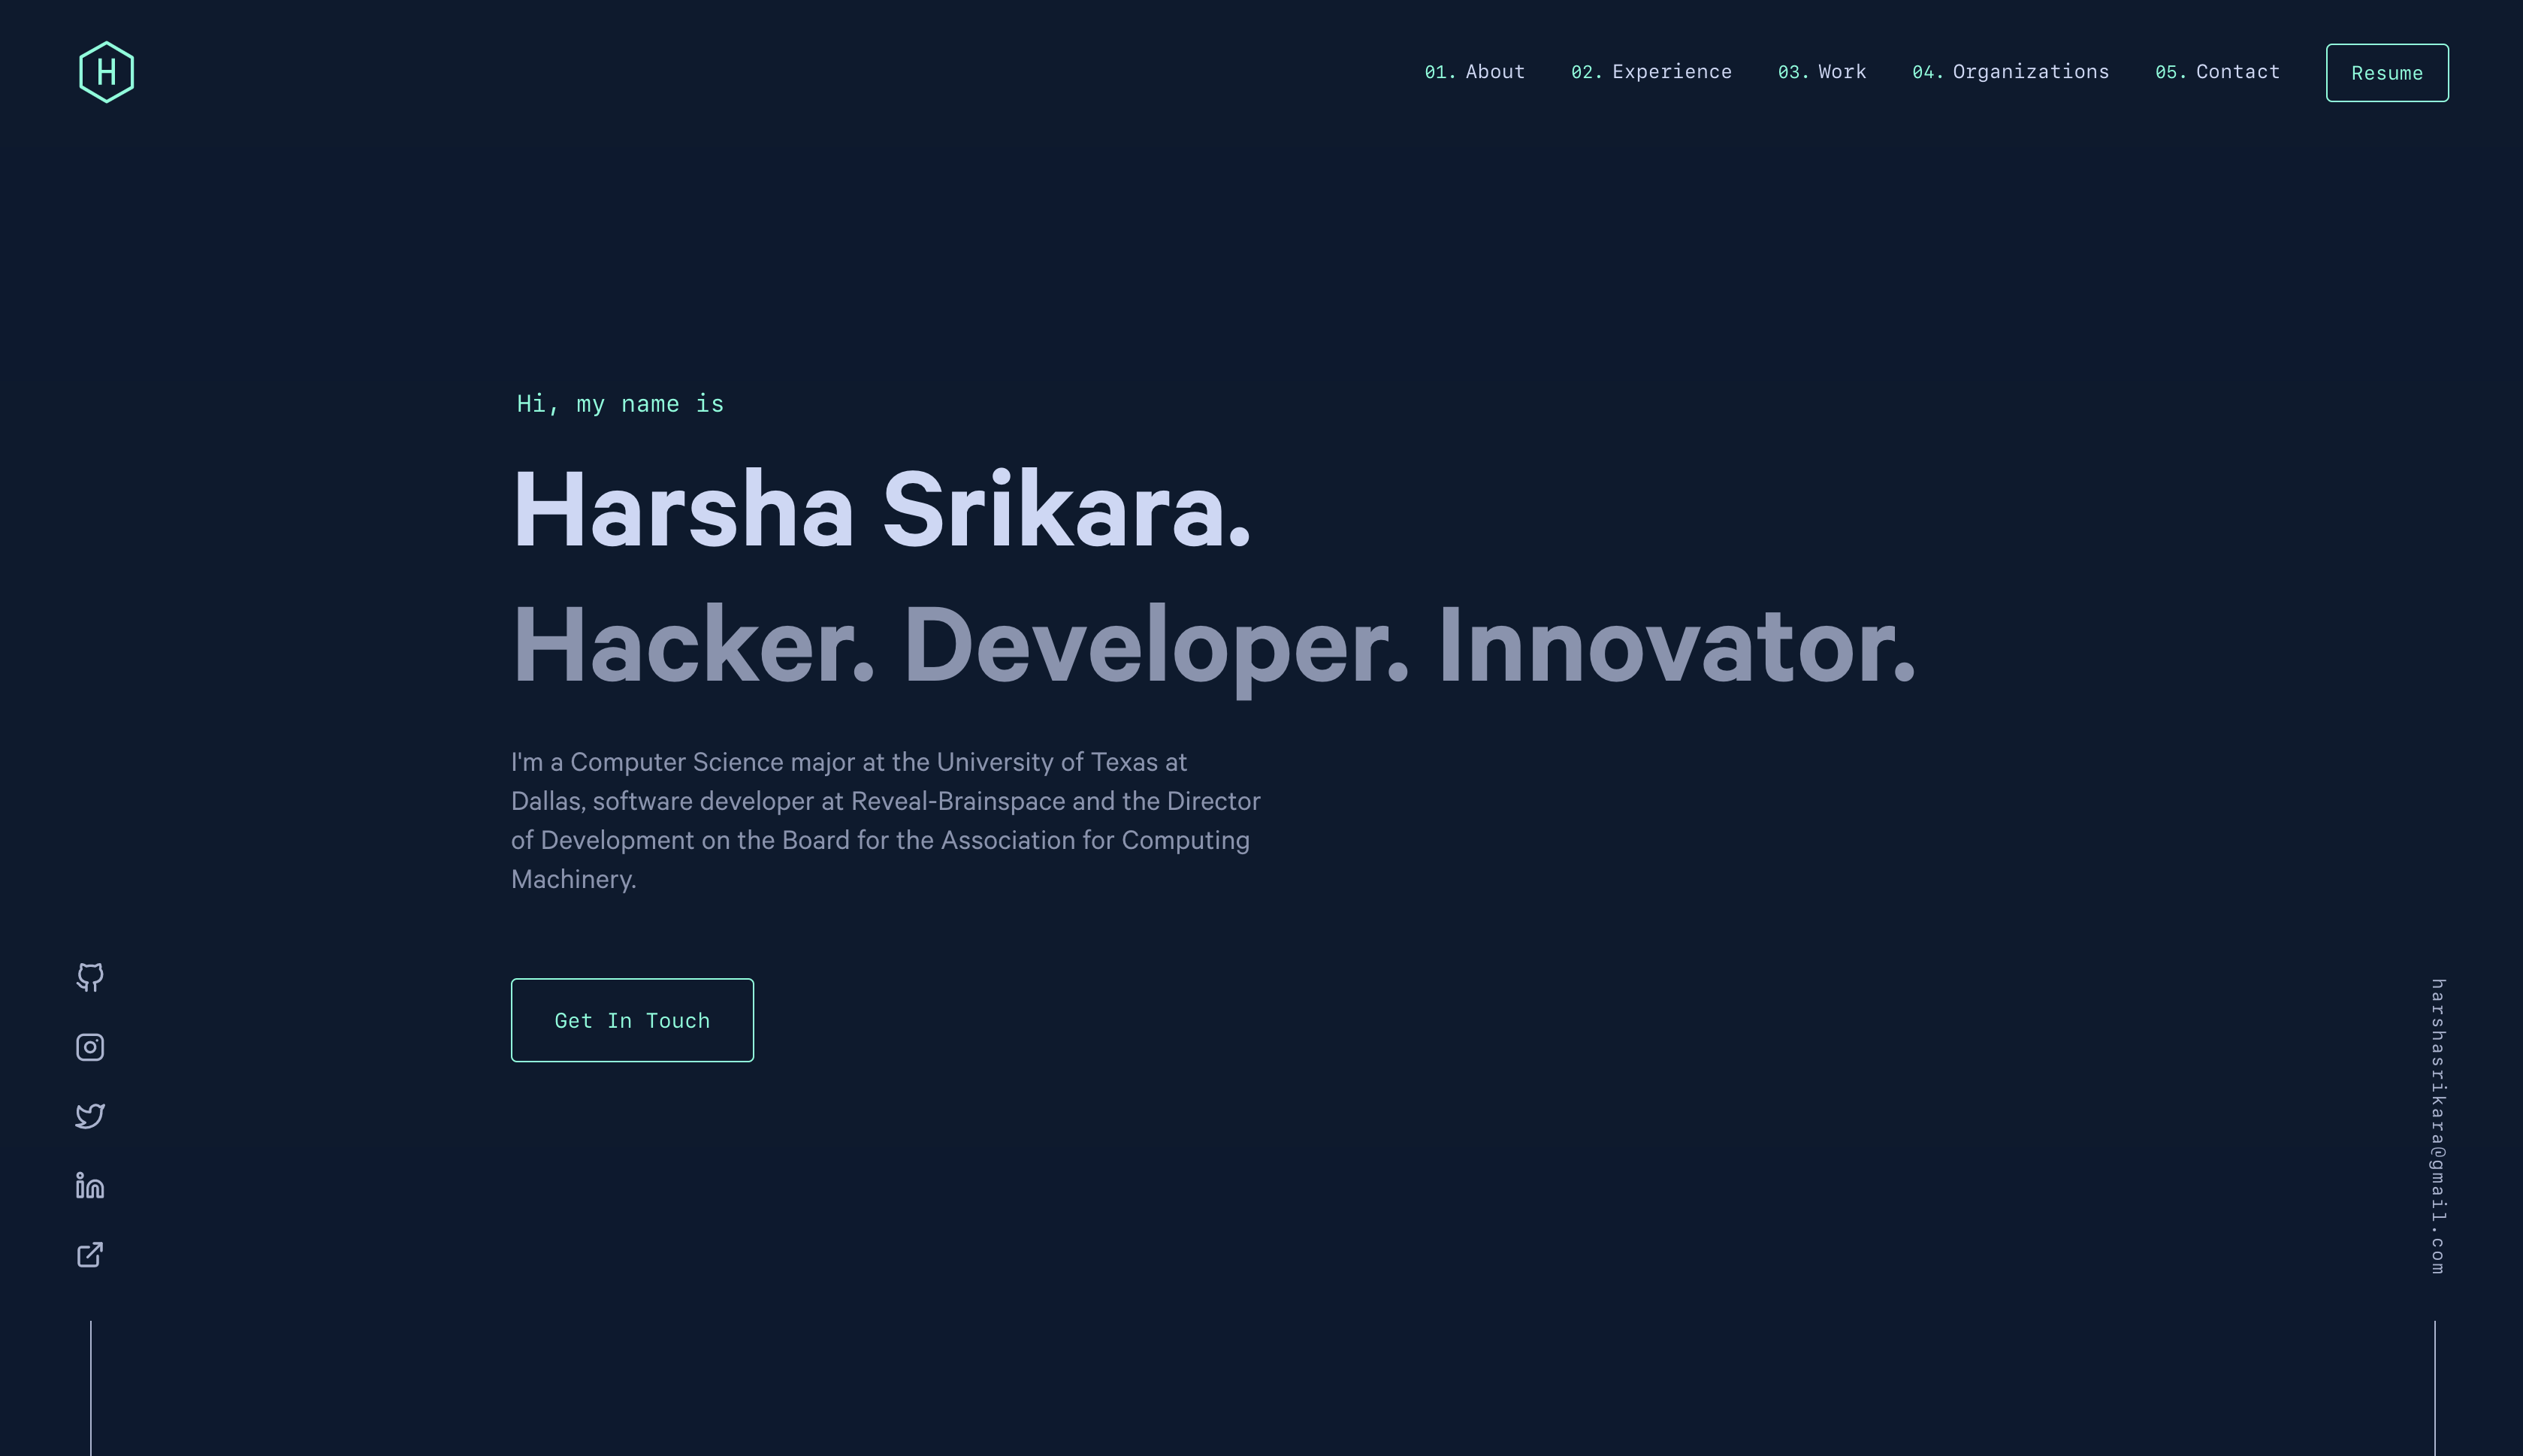 H
01. About 02. Experience 03. Work 04. Organizations 05. Contact Resume
Hi, my name is
Harsha Srikara.
Hacker. Developer. Innovator.
I'm a Computer Science major at the University of Texas at
Dallas, software developer at Reveal-Brainspace and the Director
of Development on the Board for the Association for Computing
Machinery.
Get In Touch
in
harshasrikara@gmail.com